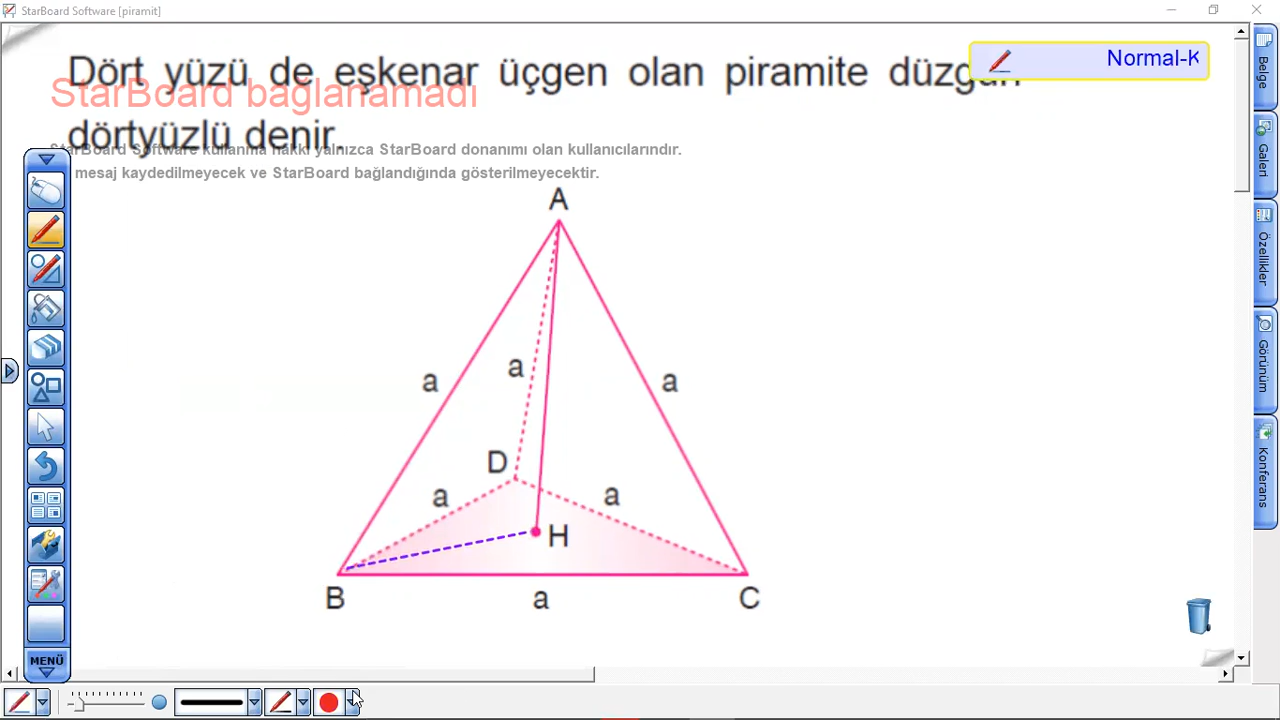 StarBoard Software [piramit]
Dört yüzü de eşkenar üçgen olan piramite düzgün
dörtyüzlü denir.
Normal-K
StarBoard bağlanamadı
StarBoard Software kullanma hakkı yalnızca StarBoard donanımı olan kullanıcılarındır.
mesaj kaydedilmeyecek ve StarBoard bağlandığında gösterilmeyecektir.
A
a
a
a
D
a
a
H
B
a
C
MENÜ
Belge
Galeri
Özellikler
Görünüm
Konferans